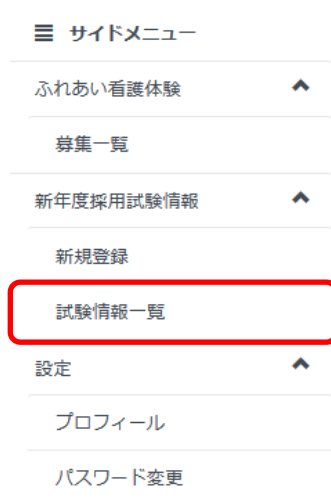 サイドメニュー
ふれあい看護体験
募集一覧
新年度採用試験情報
新規登録
試験情報一覧
設定
プロフィール
パスワード変更